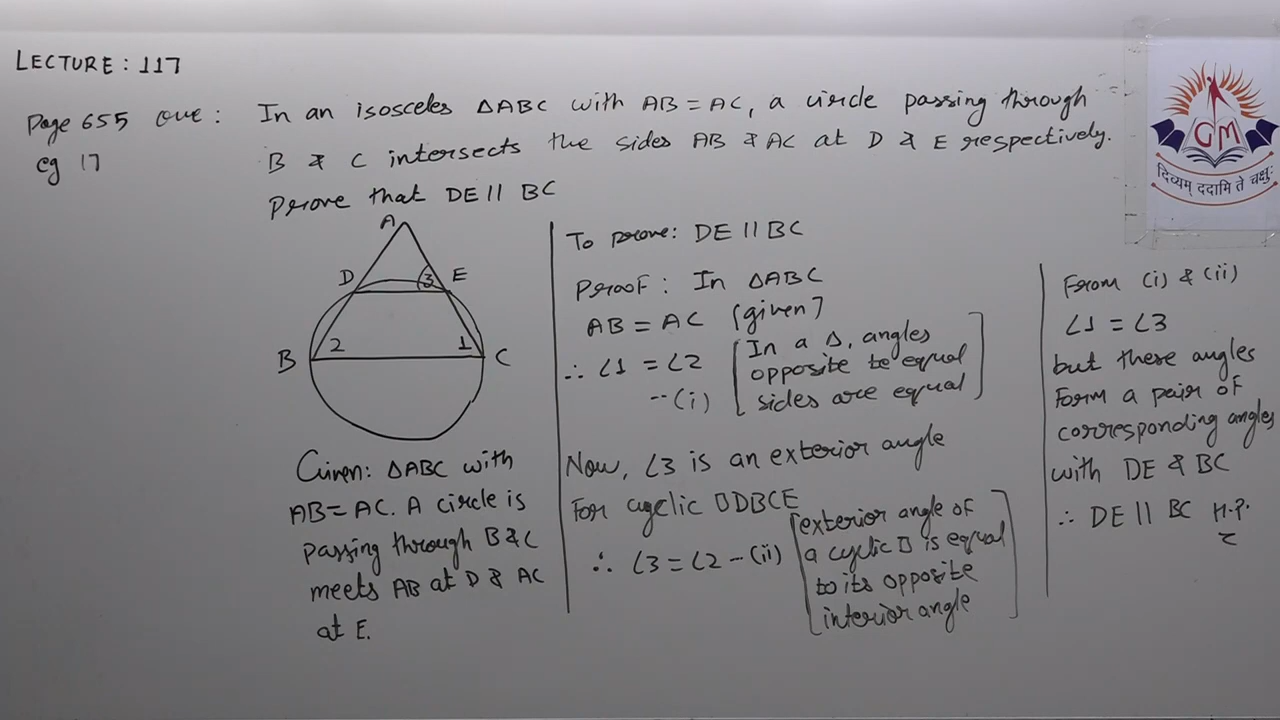 LECTURE: 117
Page 655 Que: In an isosceles ΔABC with AB = AC, a circle passing through
eg 17 B & C intersects the sides AB & AC at D & E respectively.
Prove that DE || BC
A
D 3 E
B 2 1 C
Given: ΔABC with
AB = AC. A circle is
passing through B & C
meets AB at D & AC
at E.
To prove: DE || BC
Proof: In ΔABC
AB = AC (given)
∴ ∠1 = ∠2 [In a Δ, angles
opposite to equal
--(i) sides are equal]
Now, ∠3 is an exterior angle
For cyclic □DBCE
∴ ∠3 = ∠2 -- (ii) [exterior angle of
a cyclic □ is equal
to its opposite
interior angle]
From (i) & (ii)
∠1 = ∠3
but these angles
Form a pair of
corresponding angles
with DE & BC
∴ DE || BC H.P.
GM
दिव्यम् ददामि ते चक्षुः